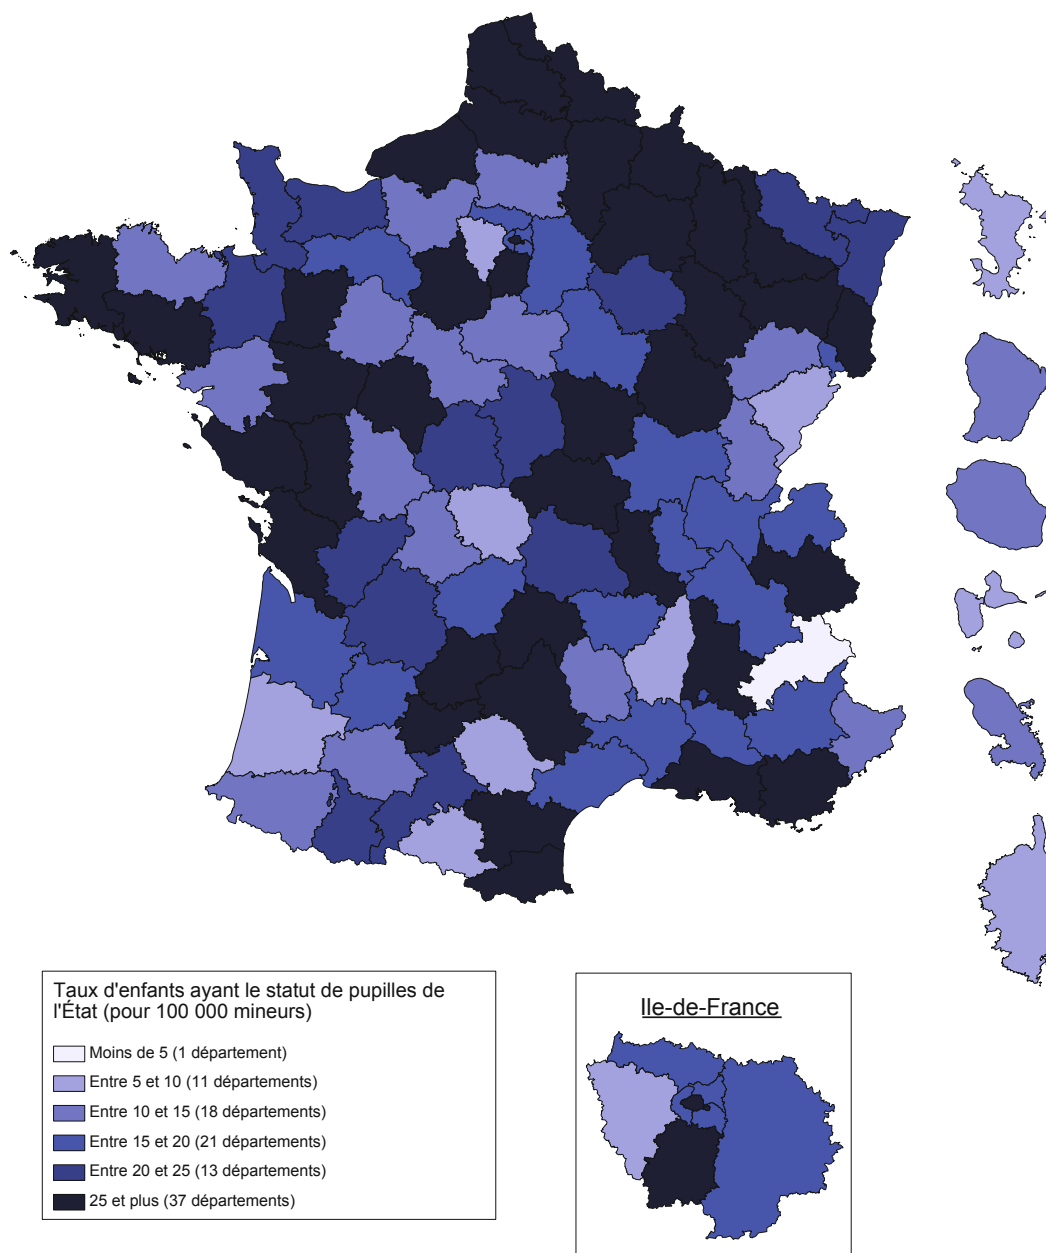 Taux d'enfants ayant le statut de pupilles de
l'État (pour 100 000 mineurs)
Moins de 5 (1 département)
Entre 5 et 10 (11 départements)
Entre 10 et 15 (18 départements)
Entre 15 et 20 (21 départements)
Entre 20 et 25 (13 départements)
25 et plus (37 départements)
Ile-de-France